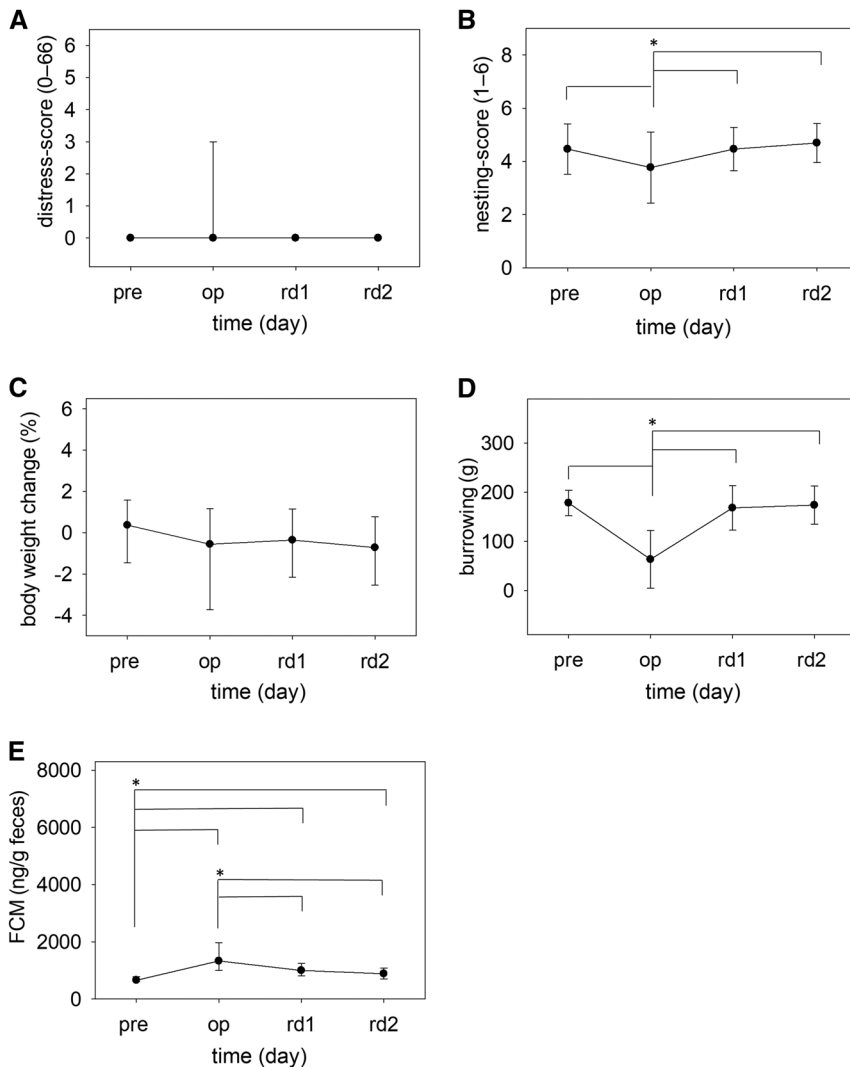 A
distress-score (0–66)
6
5
4
3
2
1
0
pre op rd1 rd2
time (day)
B
nesting-score (1–6)
8
6
4
2
0
*
pre op rd1 rd2
time (day)
C
body weight change (%)
6
4
2
0
-2
-4
pre op rd1 rd2
time (day)
D
burrowing (g)
300
200
100
0
*
pre op rd1 rd2
time (day)
E
FCM (ng/g feces)
8000
6000
4000
2000
0
*
*
pre op rd1 rd2
time (day)